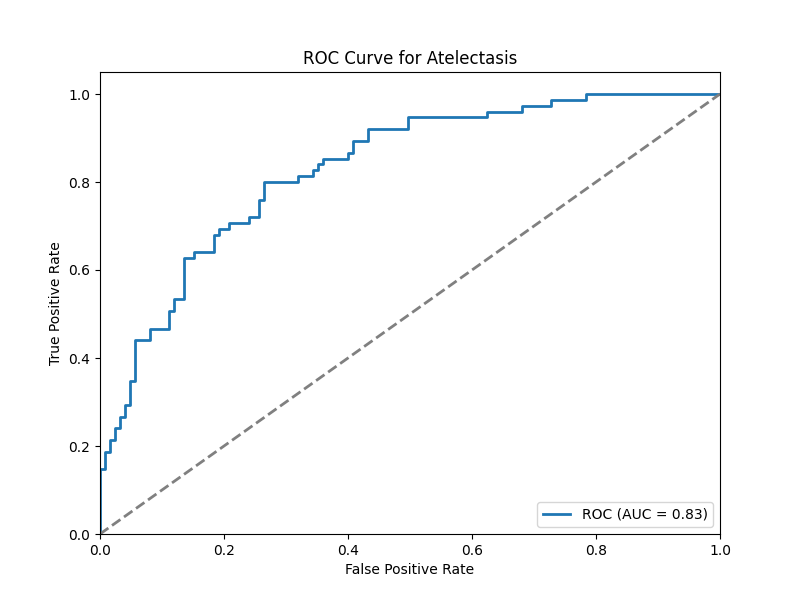 ROC Curve for Atelectasis
True Positive Rate
1.0
0.8
0.6
0.4
0.2
0.0
ROC (AUC = 0.83)
0.0 0.2 0.4 0.6 0.8 1.0
False Positive Rate